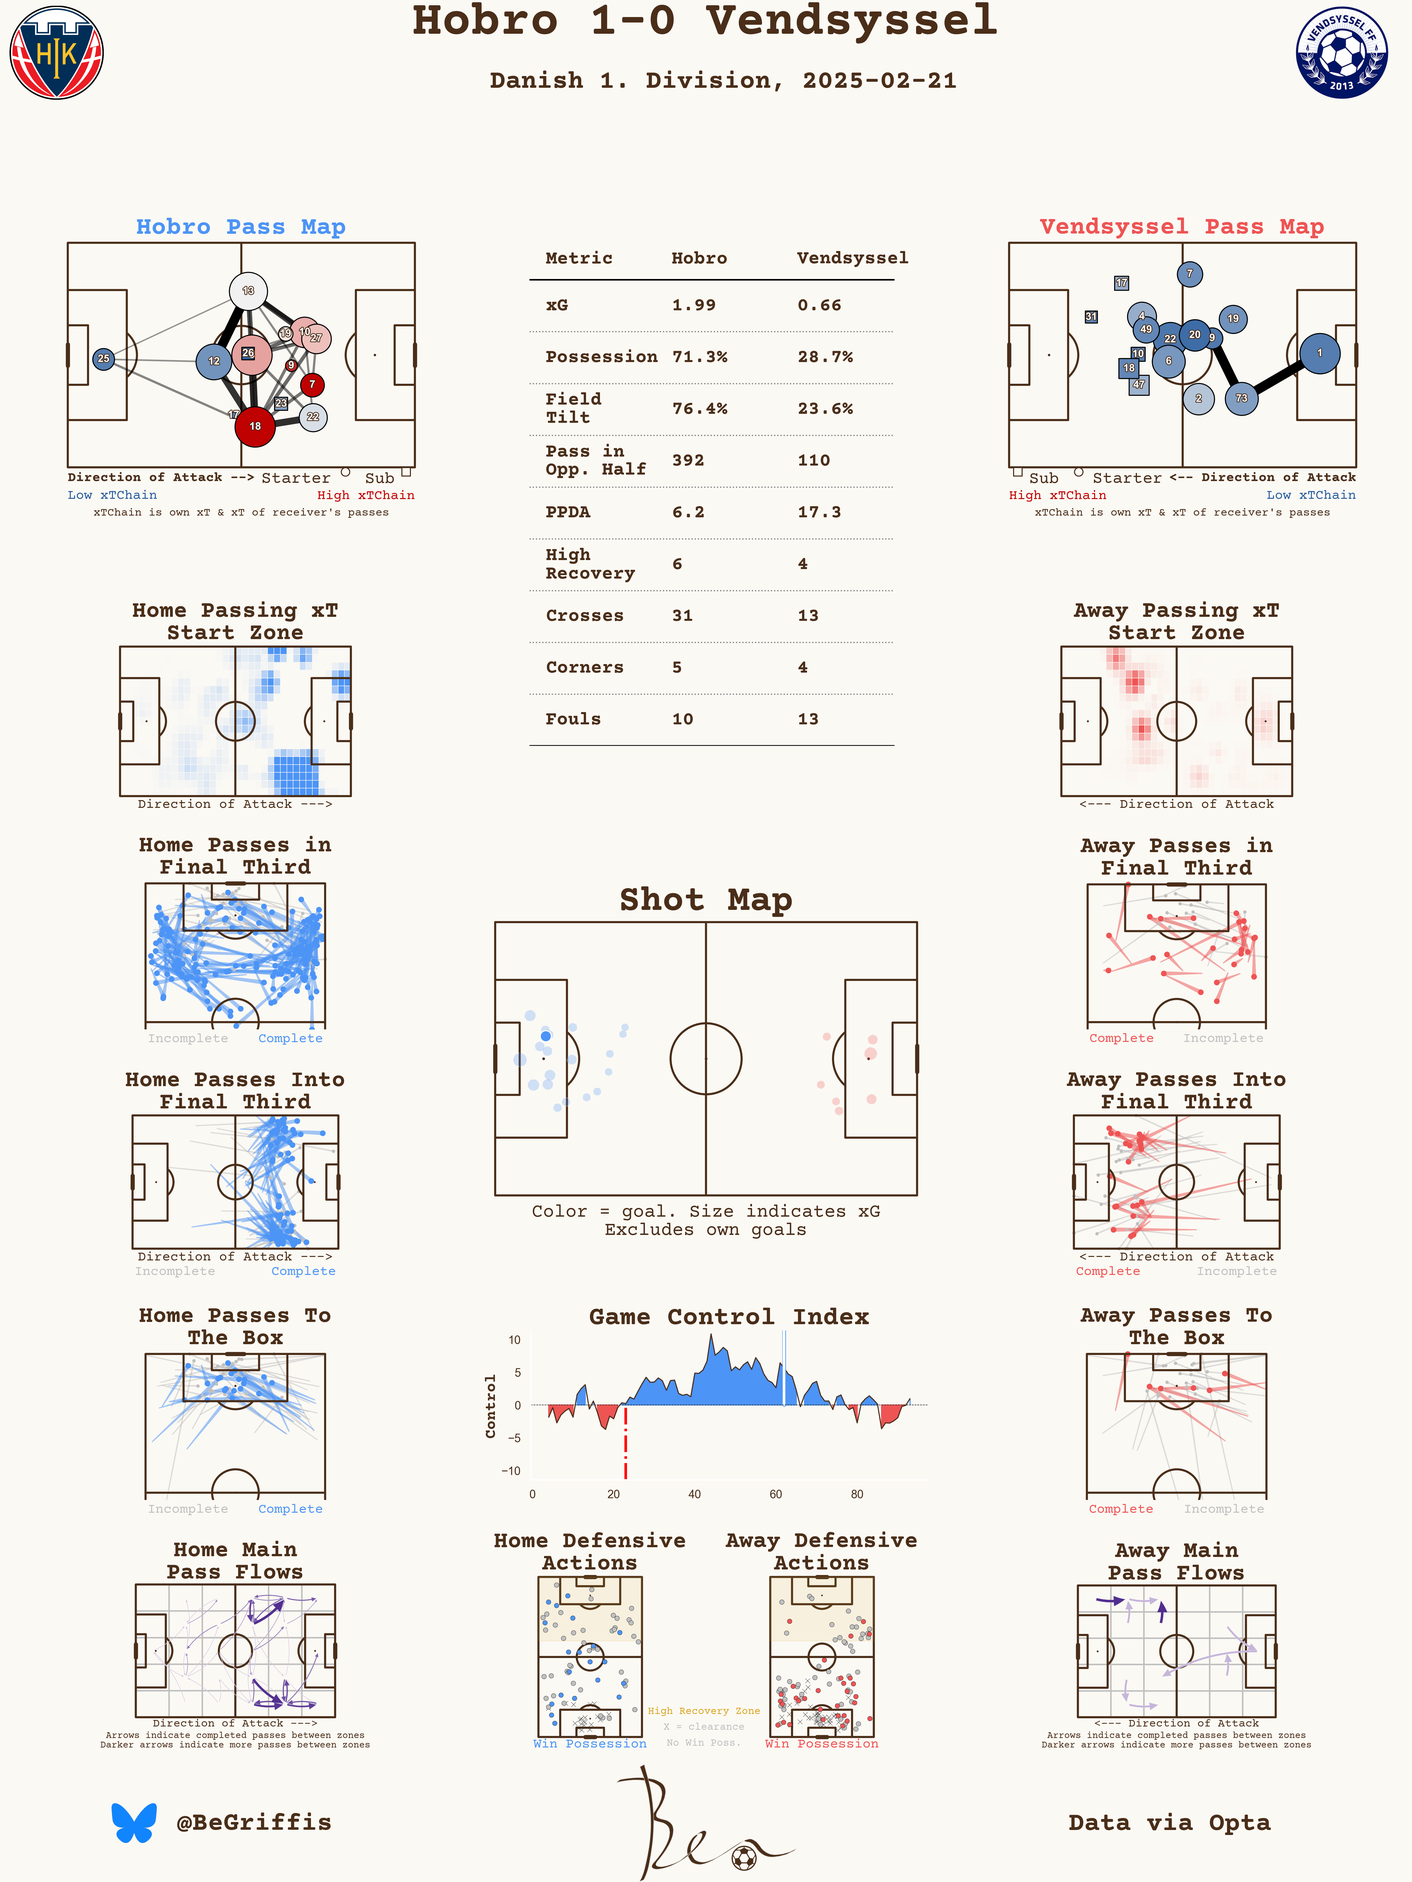 Hobro 1-0 Vendsyssel
Danish 1. Division, 2025-02-21
HIK
VENDSYSSEL FF
2013
Hobro Pass Map
13
19
10
27
25
12
26
9
7
23
17
18
22
Direction of Attack --> Starter Sub
Low xTChain High xTChain
xTChain is own xT & xT of receiver's passes
Metric Hobro Vendsyssel
xG 1.99 0.66
Possession 71.3% 28.7%
Field
Tilt 76.4% 23.6%
Pass in
Opp. Half 392 110
PPDA 6.2 17.3
High
Recovery 6 4
Crosses 31 13
Corners 5 4
Fouls 10 13
Vendsyssel Pass Map
7
17
31
4
49
19
22
20
9
10
18
6
1
47
2
73
Sub Starter <-- Direction of Attack
High xTChain Low xTChain
xTChain is own xT & xT of receiver's passes
Home Passing xT
Start Zone
Direction of Attack --->
Away Passing xT
Start Zone
<--- Direction of Attack
Home Passes in
Final Third
Incomplete Complete
Away Passes in
Final Third
Complete Incomplete
Shot Map
Color = goal. Size indicates xG
Excludes own goals
Home Passes Into
Final Third
Direction of Attack --->
Incomplete Complete
Away Passes Into
Final Third
<--- Direction of Attack
Complete Incomplete
Home Passes To
The Box
Incomplete Complete
Game Control Index
Control
10
5
0
−5
−10
0 20 40 60 80
Away Passes To
The Box
Complete Incomplete
Home Main
Pass Flows
Direction of Attack --->
Arrows indicate completed passes between zones
Darker arrows indicate more passes between zones
Home Defensive
Actions
Win Possession
Away Defensive
Actions
Win Possession
High Recovery Zone
X = clearance
No Win Poss.
Away Main
Pass Flows
<--- Direction of Attack
Arrows indicate completed passes between zones
Darker arrows indicate more passes between zones
@BeGriffis
Ben
Data via Opta